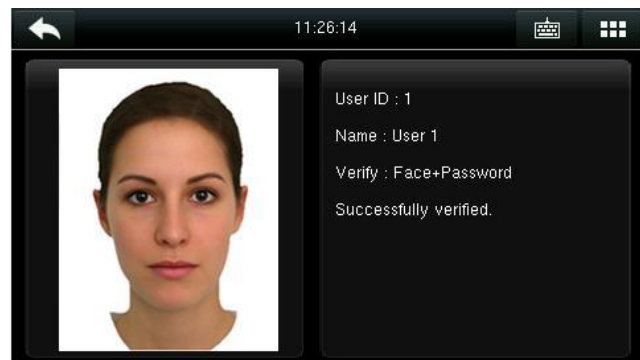 11:26:14
User ID : 1
Name : User 1
Verify : Face+Password
Successfully verified.